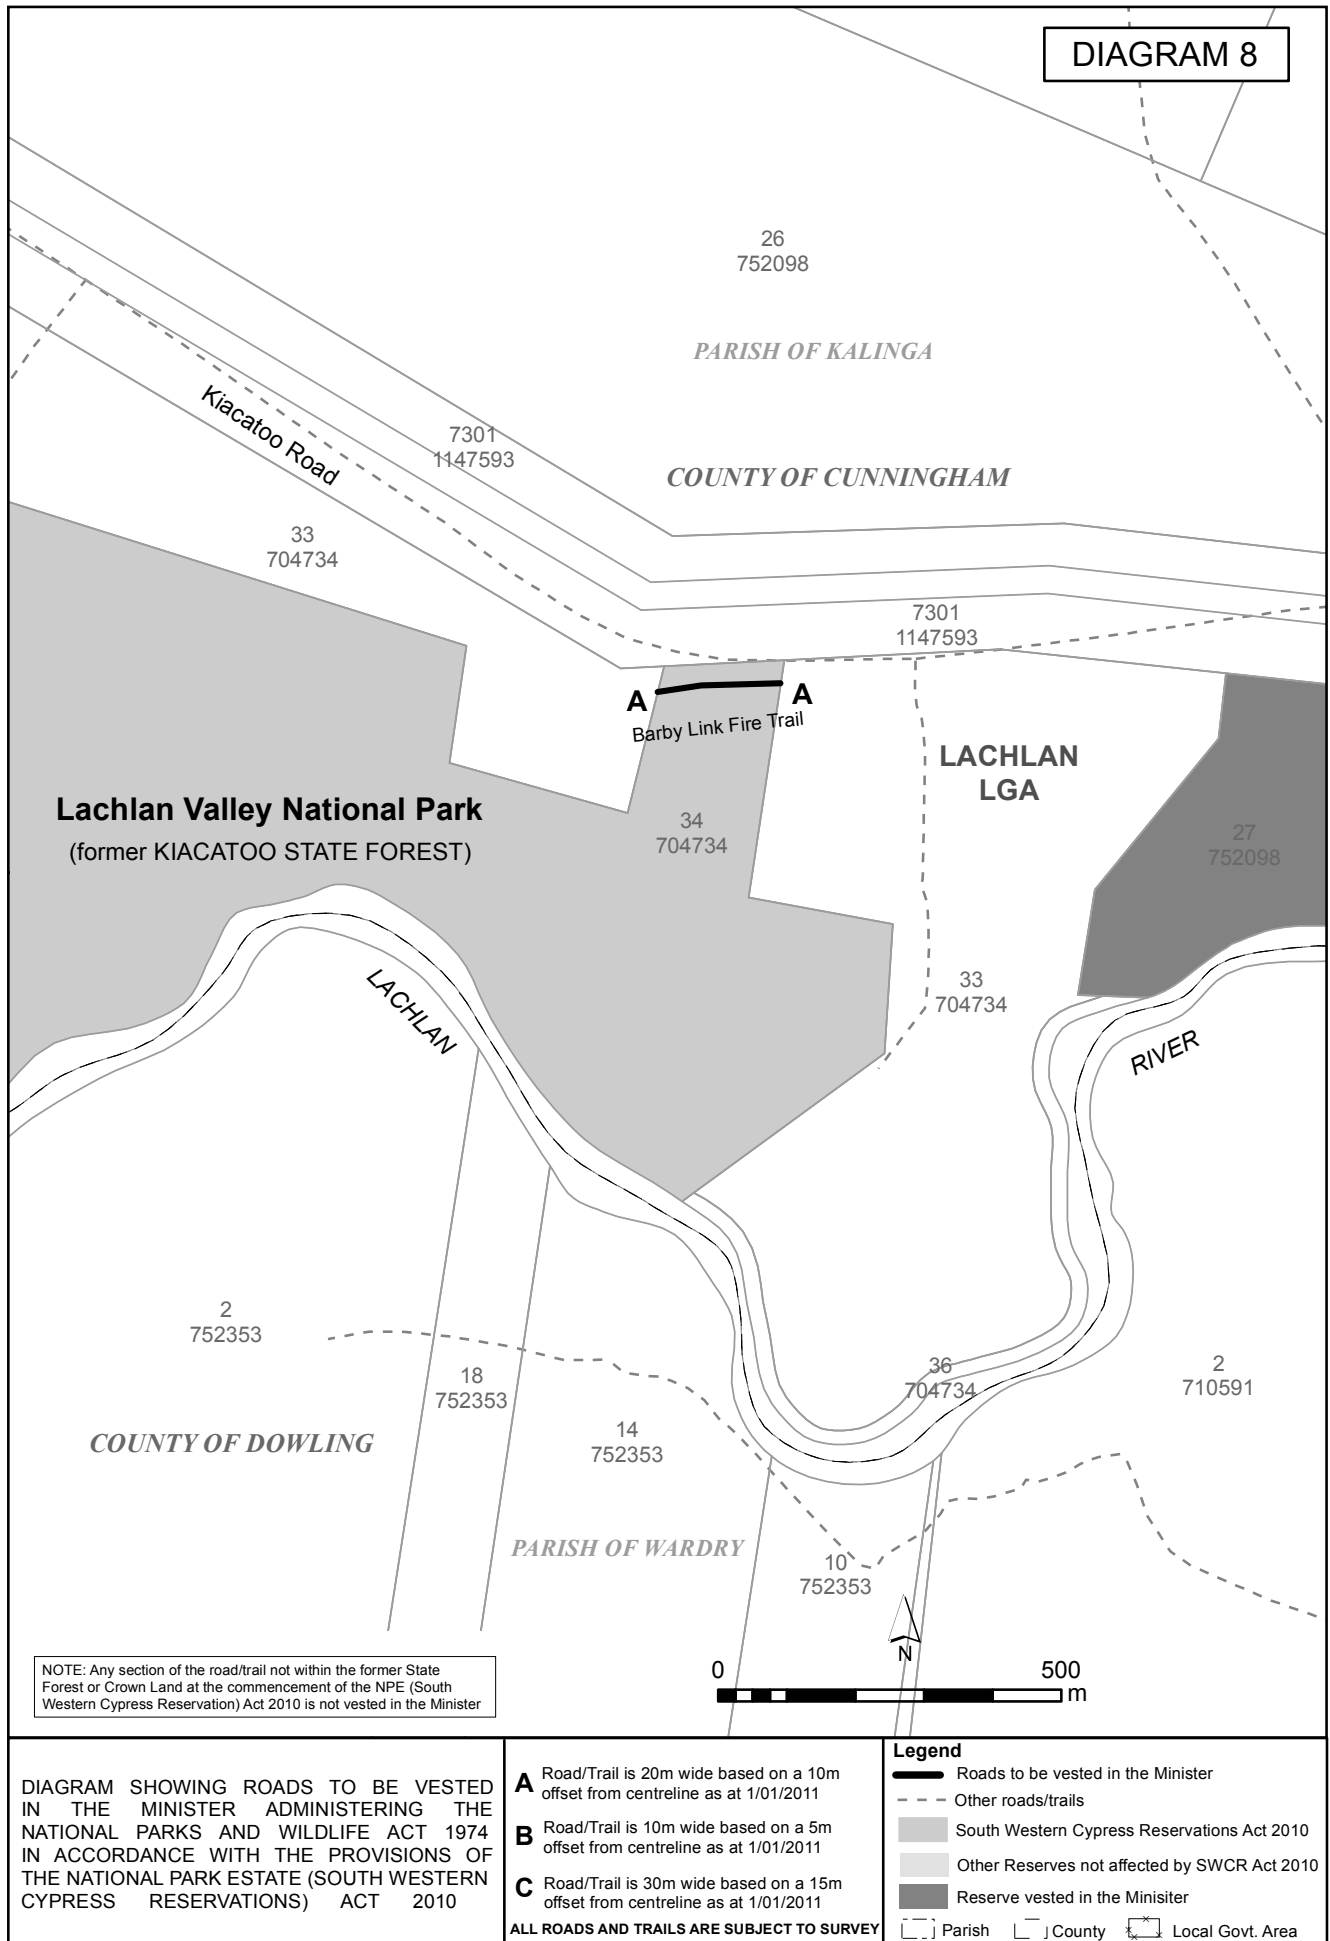 DIAGRAM 8
26
752098
PARISH OF KALINGA
Kiacatoo Road
7301
1147593
COUNTY OF CUNNINGHAM
33
704734
7301
1147593
A
A
Barby Link Fire Trail
LACHLAN
LGA
Lachlan Valley National Park
(former KIACATOO STATE FOREST)
34
704734
27
752098
LACHLAN
33
704734
RIVER
2
752353
18
752353
36
704734
2
710591
COUNTY OF DOWLING
14
752353
PARISH OF WARDRY
10
752353
N
0
500
m
NOTE: Any section of the road/trail not within the former State
Forest or Crown Land at the commencement of the NPE (South
Western Cypress Reservation) Act 2010 is not vested in the Minister
DIAGRAM SHOWING ROADS TO BE VESTED
IN THE MINISTER ADMINISTERING THE
NATIONAL PARKS AND WILDLIFE ACT 1974
IN ACCORDANCE WITH THE PROVISIONS OF
THE NATIONAL PARK ESTATE (SOUTH WESTERN
CYPRESS RESERVATIONS) ACT 2010
A Road/Trail is 20m wide based on a 10m
offset from centreline as at 1/01/2011
B Road/Trail is 10m wide based on a 5m
offset from centreline as at 1/01/2011
C Road/Trail is 30m wide based on a 15m
offset from centreline as at 1/01/2011
ALL ROADS AND TRAILS ARE SUBJECT TO SURVEY
Legend
Roads to be vested in the Minister
Other roads/trails
South Western Cypress Reservations Act 2010
Other Reserves not affected by SWCR Act 2010
Reserve vested in the Minisiter
Parish County Local Govt. Area